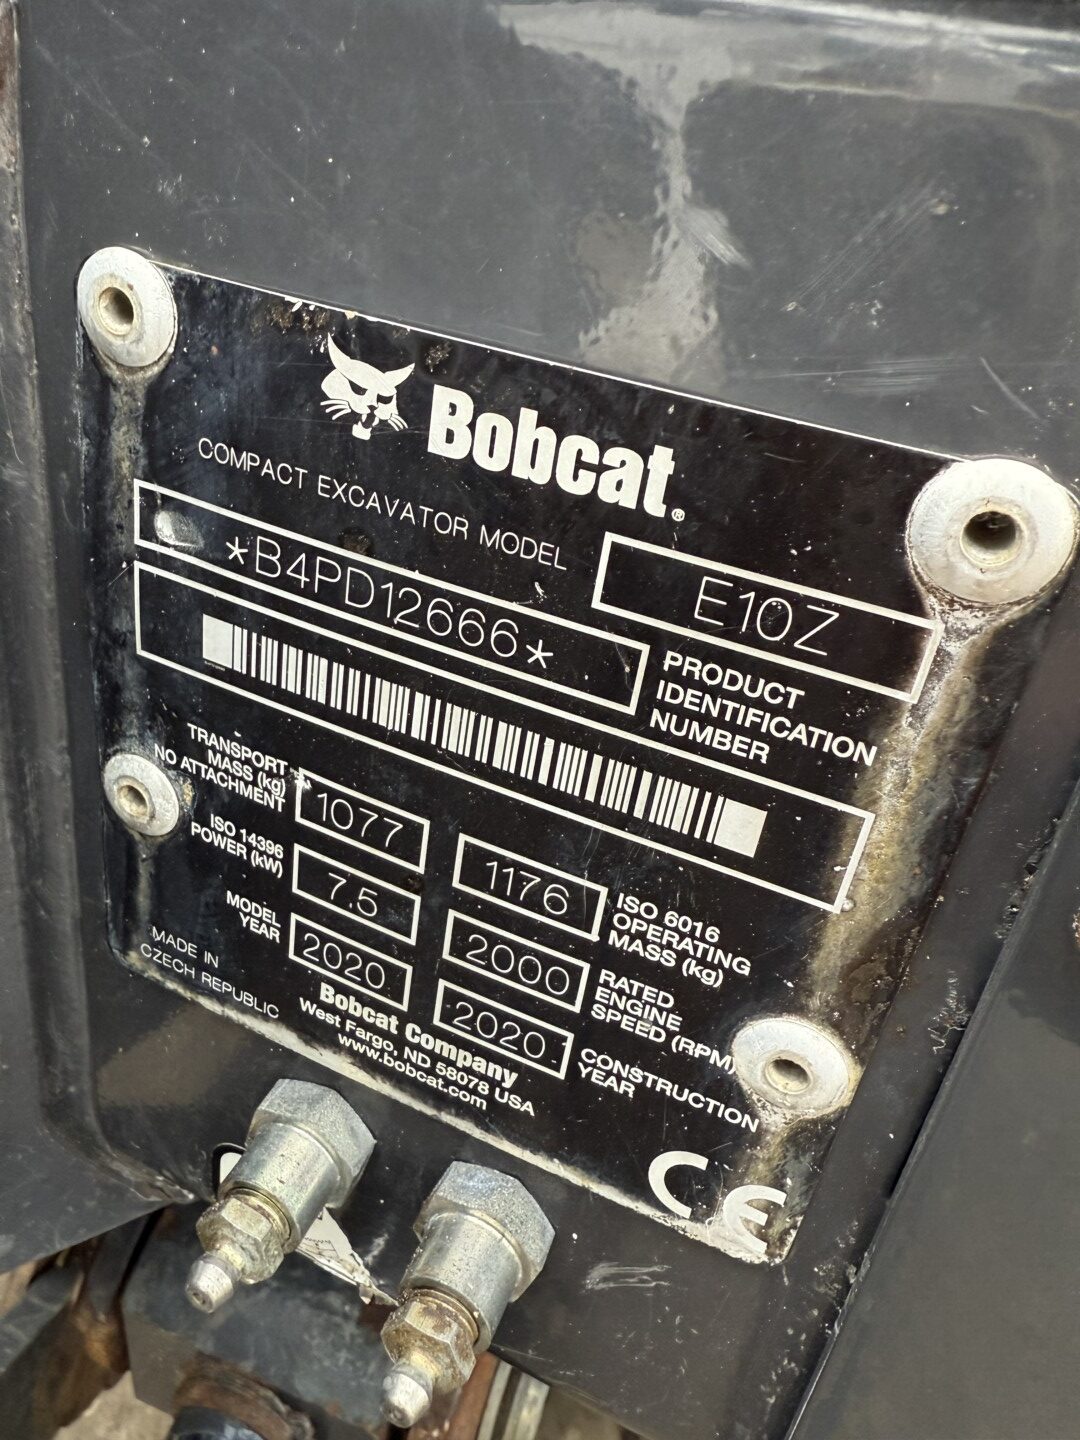 Bobcat®
COMPACT EXCAVATOR MODEL
E10Z
*B4PD12666*
PRODUCT
IDENTIFICATION
NUMBER
TRANSPORT
MASS (kg)
NO ATTACHMENT
1077
1176
ISO 6016
OPERATING
MASS (kg)
ISO 14396
POWER (kW)
7.5
2000
RATED
ENGINE
SPEED (RPM)
MODEL
YEAR
2020
2020
CONSTRUCTION
YEAR
MADE IN
CZECH REPUBLIC
Bobcat Company
West Fargo, ND 58078 USA
www.bobcat.com
CE